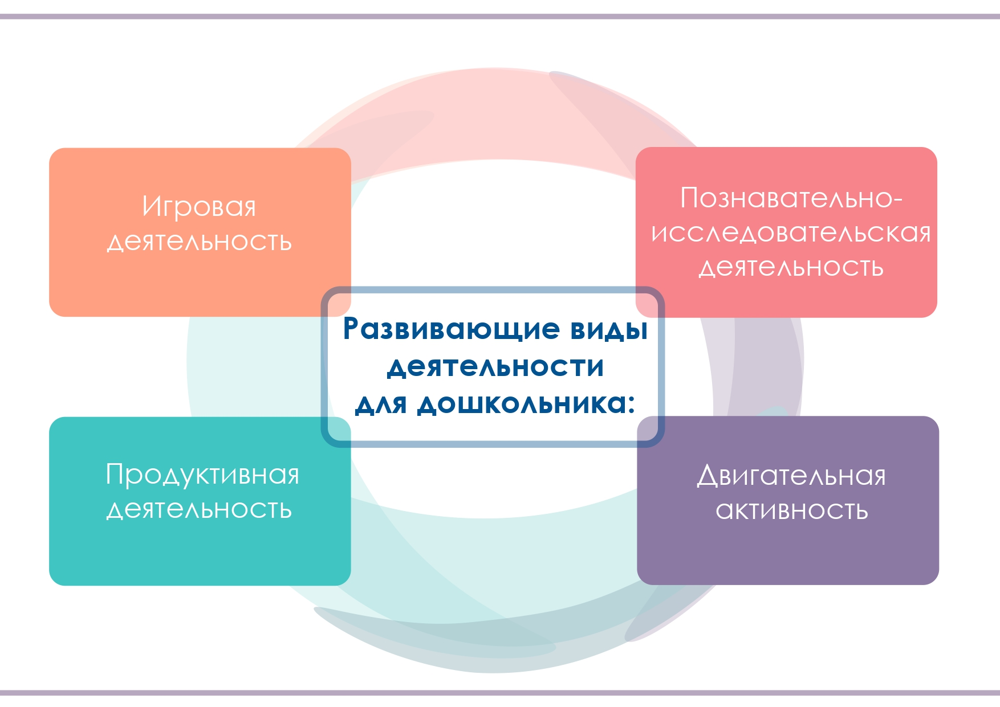 Игровая
деятельность
Познавательно-
исследовательская
деятельность
Развивающие виды
деятельности
для дошкольника:
Продуктивная
деятельность
Двигательная
активность